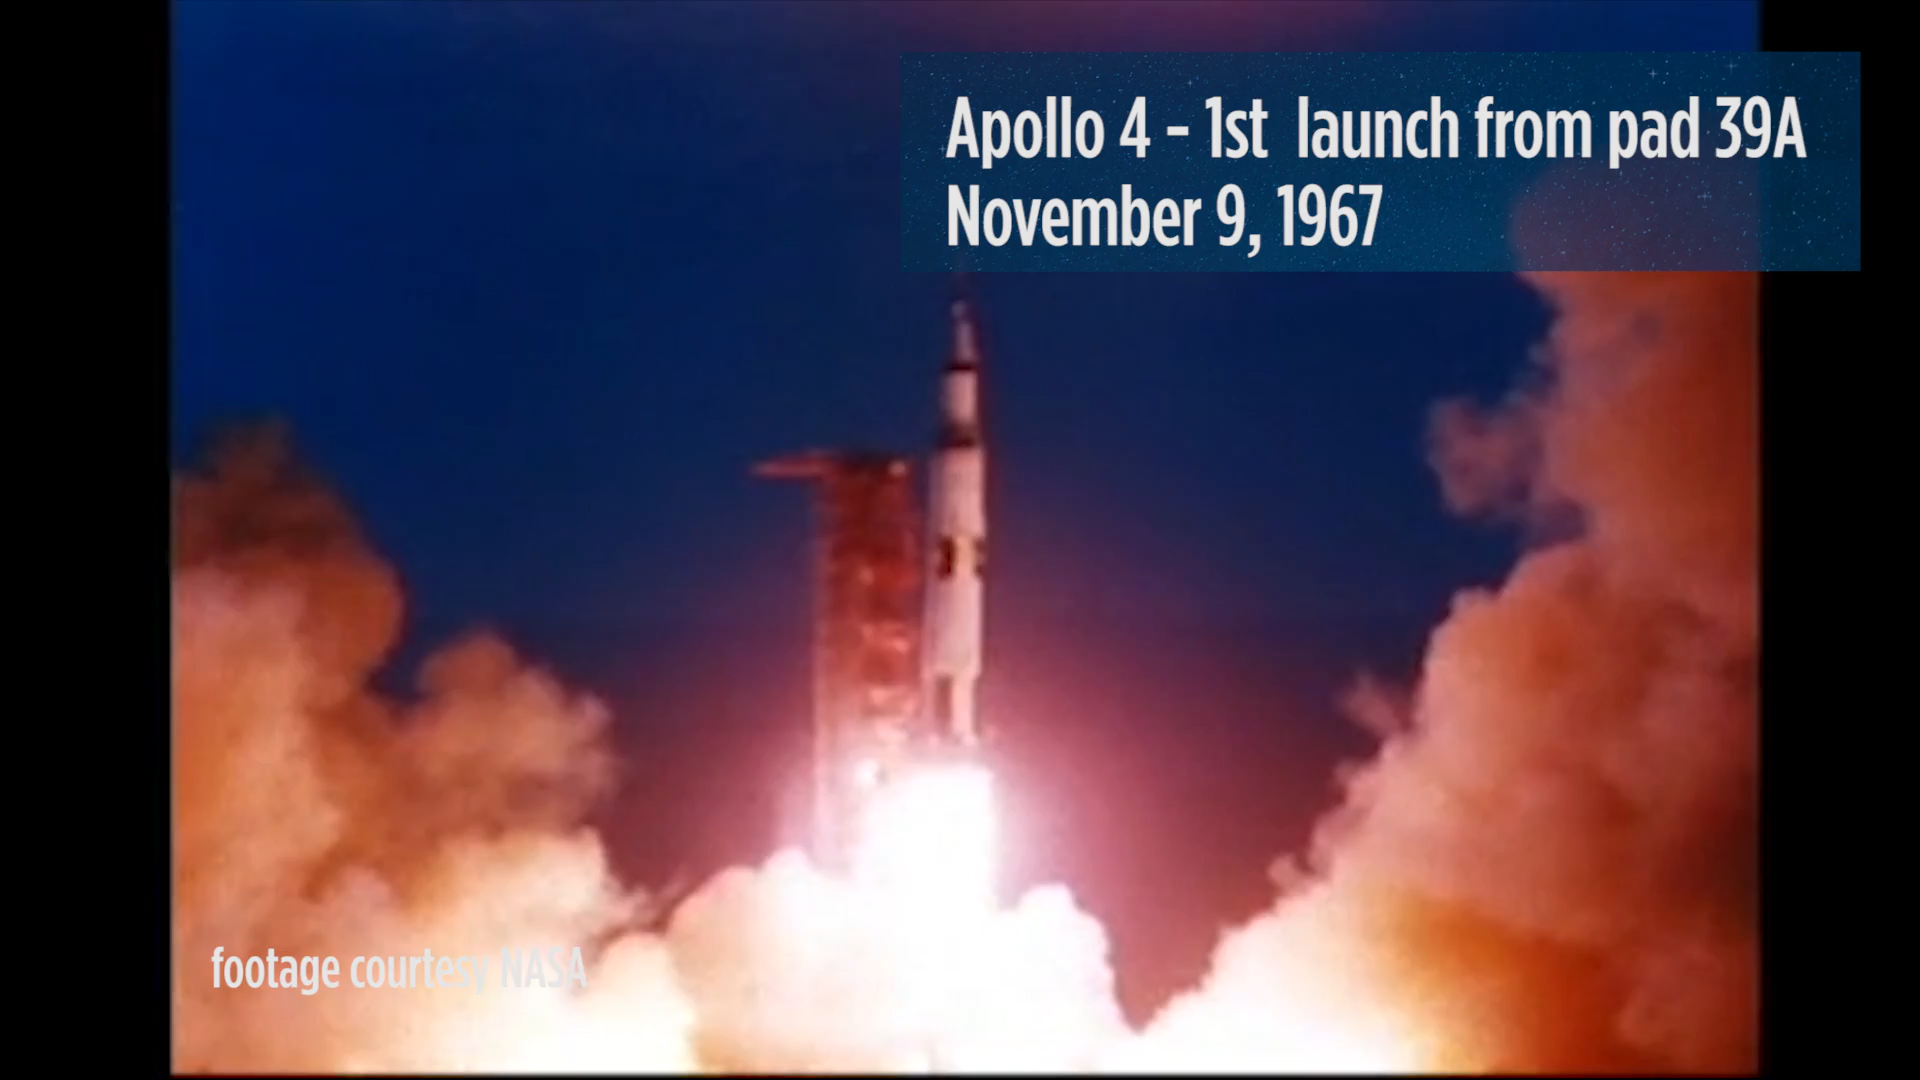 Apollo 4 - 1st launch from pad 39A
November 9, 1967
footage courtesy NASA